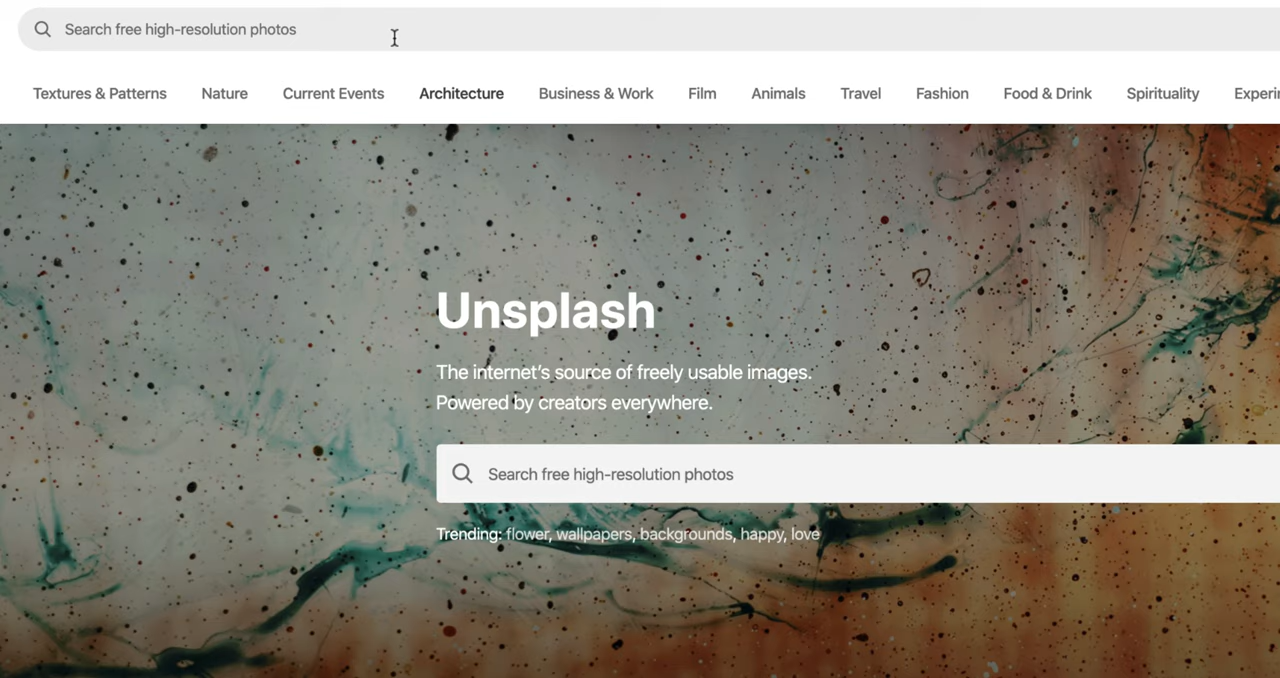 Search free high-resolution photos
Textures & Patterns Nature Current Events Architecture Business & Work Film Animals Travel Fashion Food & Drink Spirituality
Unsplash
The internet's source of freely usable images.
Powered by creators everywhere.
Search free high-resolution photos
Trending: flower, wallpapers, backgrounds, happy, love